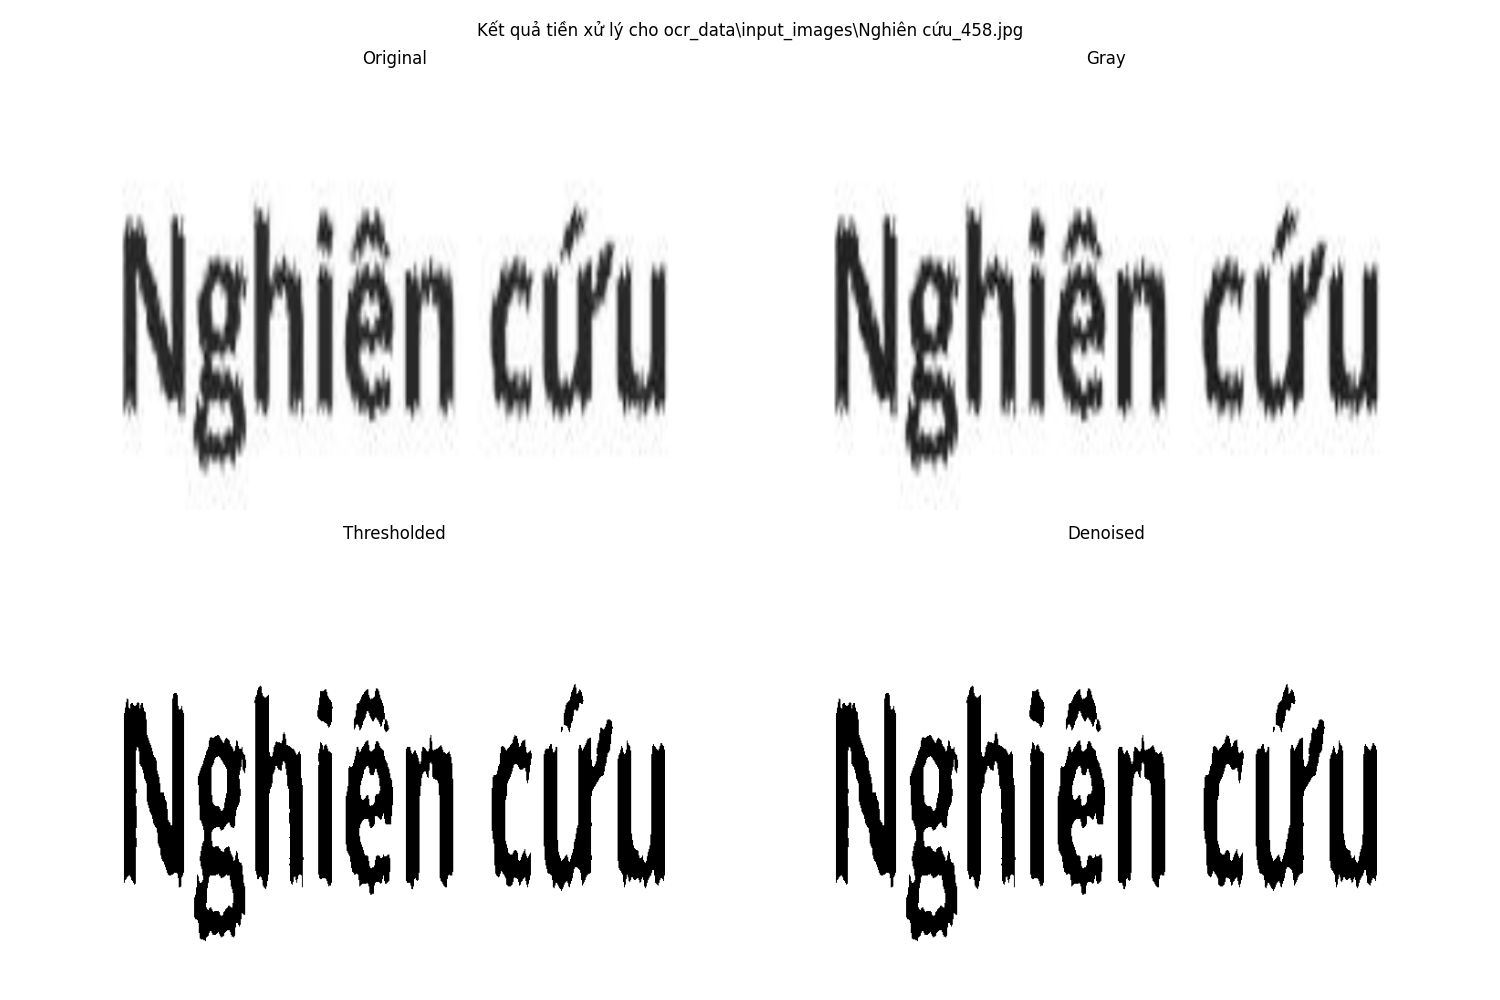 Kết quả tiền xử lý cho ocr_data\input_images\Nghiên cứu_458.jpg
Original
Gray
Nghiên cứu
Nghiên cứu
Thresholded
Denoised
Nghiên cứu
Nghiên cứu